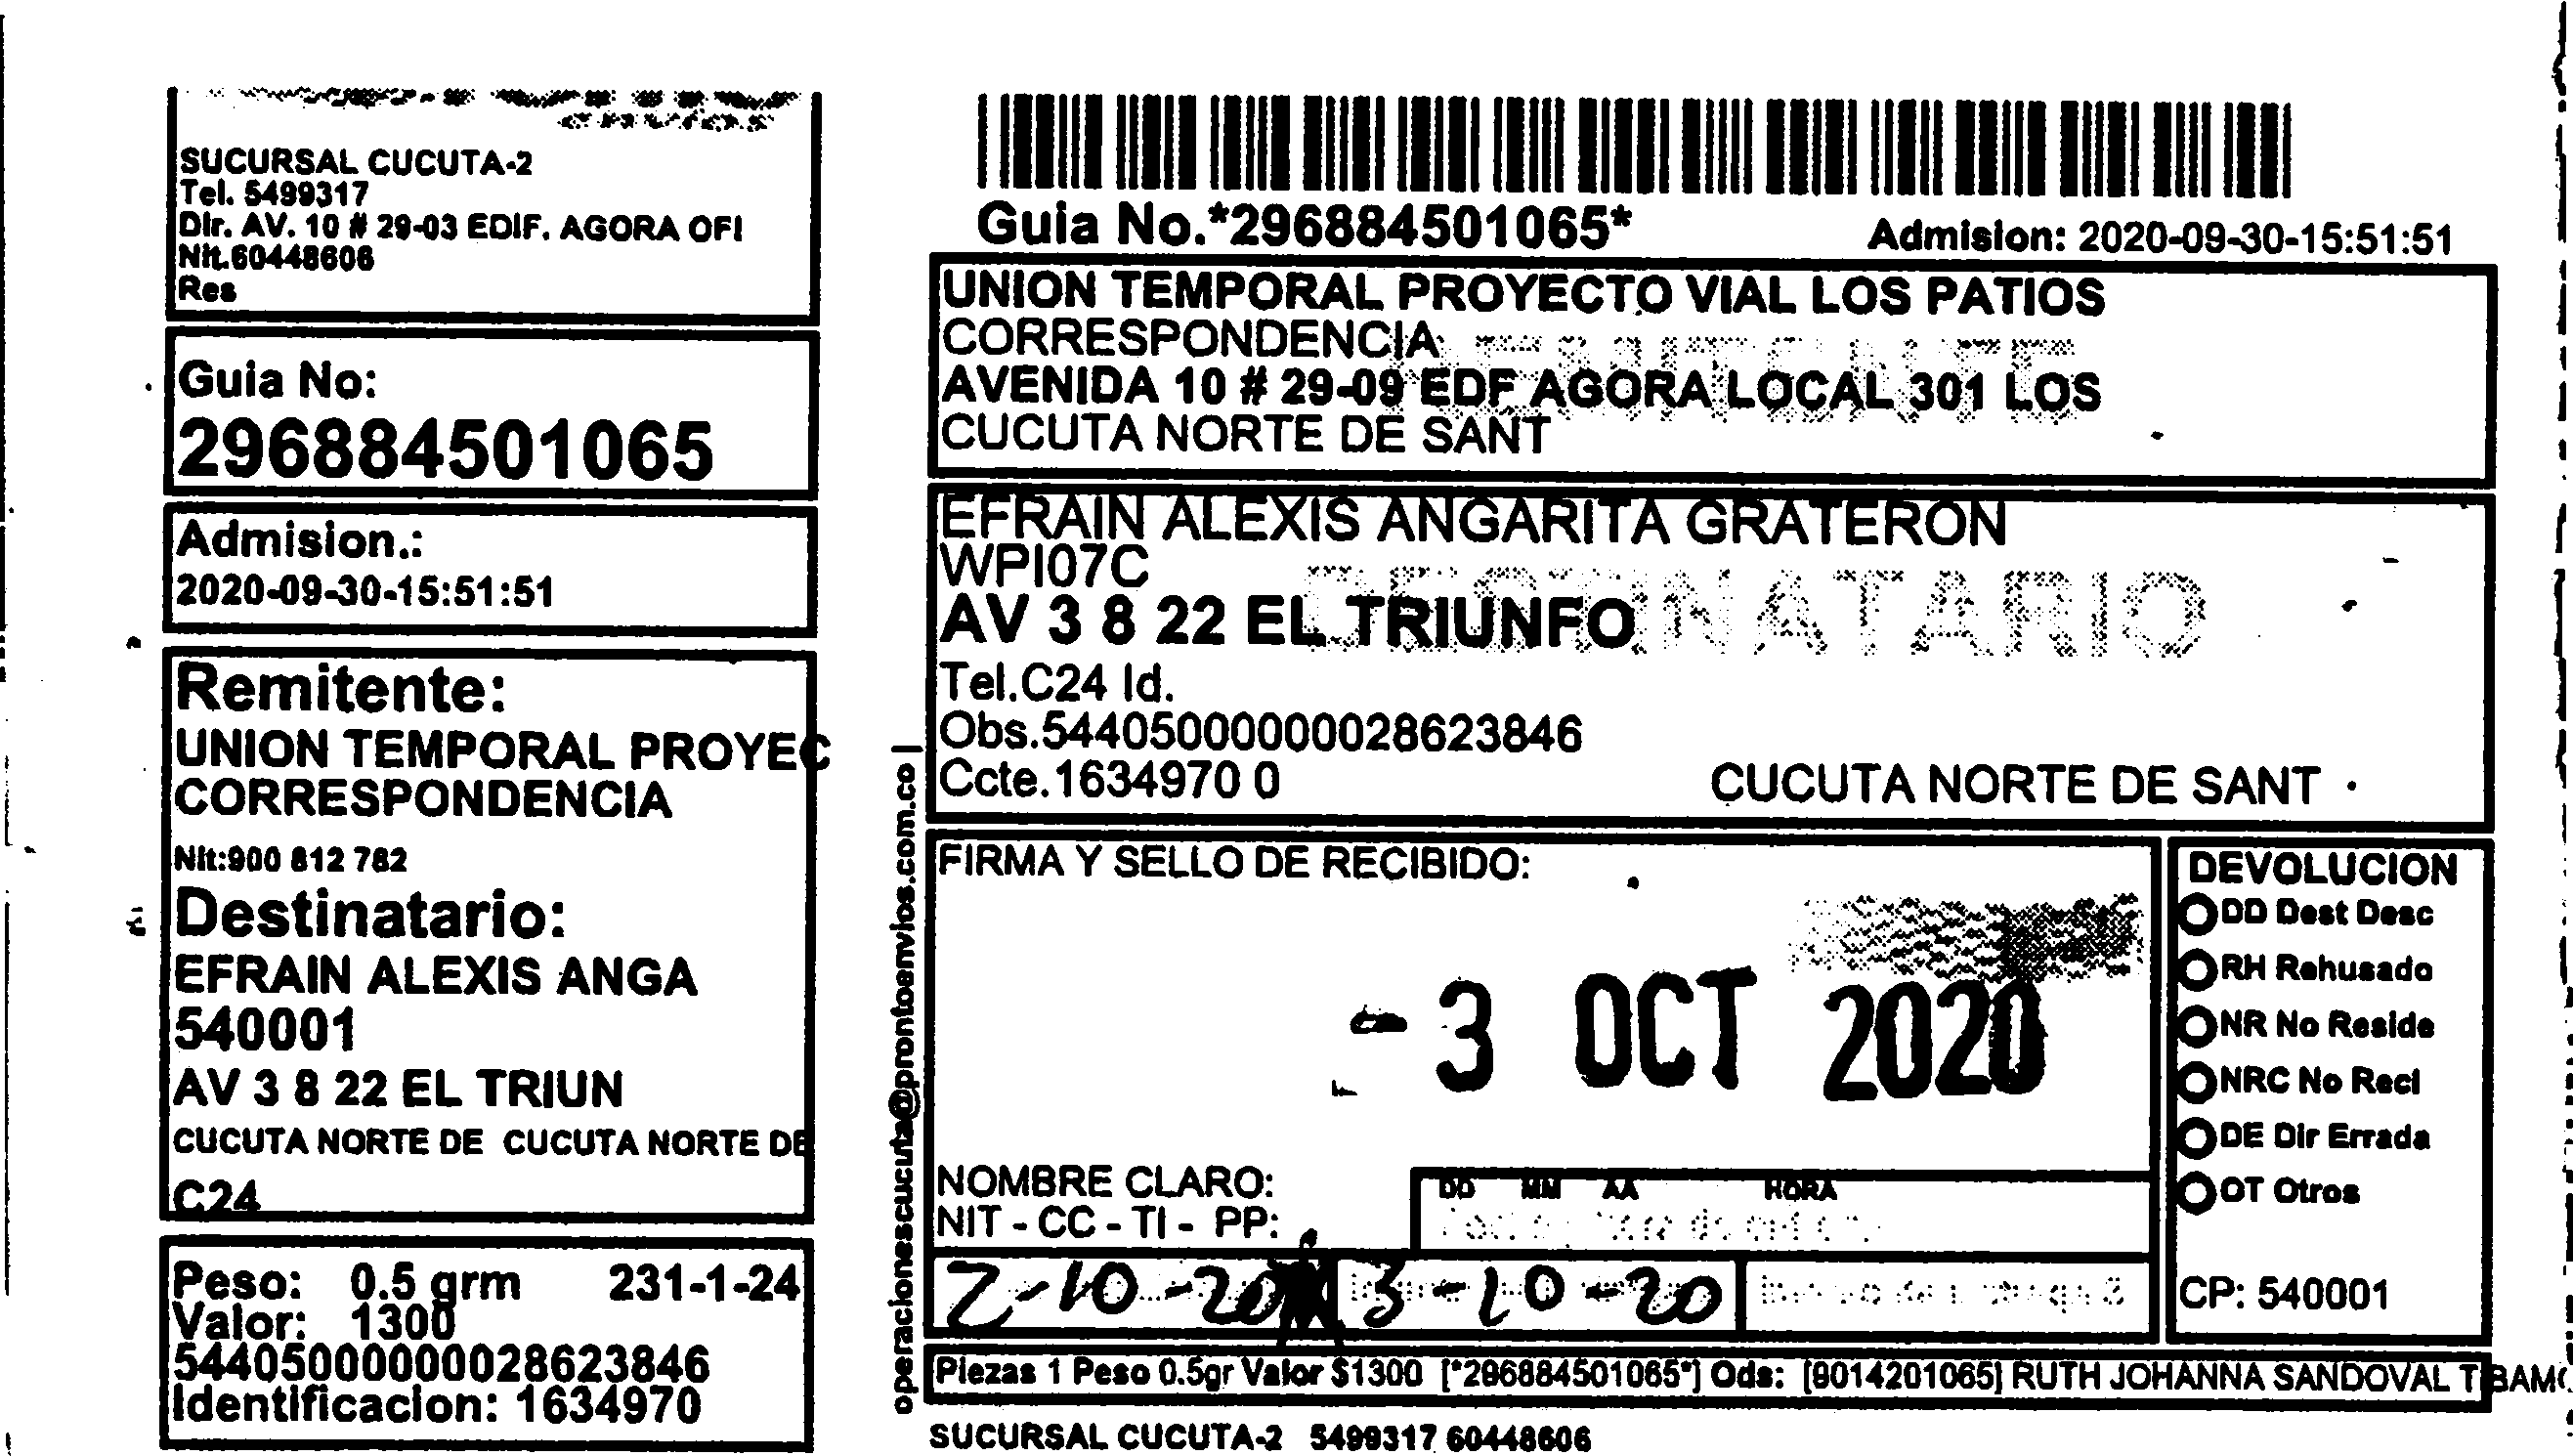 SUCURSAL CUCUTA-2
Tel. 5499317
Dir. AV. 10 # 29-03 EDIF. AGORA OFI
Nit.60448606
Res
Guia No:
296884501065
Admision.:
2020-09-30-15:51:51
Remitente:
UNION TEMPORAL PROYEC
CORRESPONDENCIA
Nit:900 812 782
Destinatario:
EFRAIN ALEXIS ANGA
540001
AV 3 8 22 EL TRIUN
CUCUTA NORTE DE CUCUTA NORTE DE
C24
Peso: 0.5 grm 231-1-24
Valor: 1300
544050000000028623846
Identificacion: 1634970
operacionescucuta@prontoenvios.com.co |
Guia No.*296884501065*
Admision: 2020-09-30-15:51:51
UNION TEMPORAL PROYECTO VIAL LOS PATIOS
CORRESPONDENCIA
AVENIDA 10 # 29-09 EDF AGORA LOCAL 301 LOS
CUCUTA NORTE DE SANT
EFRAIN ALEXIS ANGARITA GRATERON
WPI07C
DESTINATARIO
AV 3 8 22 EL TRIUNFO
Tel.C24 Id.
Obs.544050000000028623846
Ccte.1634970 0 CUCUTA NORTE DE SANT
FIRMA Y SELLO DE RECIBIDO:
- 3 OCT 2020
NOMBRE CLARO:
NIT - CC - TI - PP:
DD MM AA HORA
2-10-20 3-10-20
DEVOLUCION
DD Dest Desc
RH Rehusado
NR No Reside
NRC No Reci
DE Dir Errada
OT Otros
CP: 540001
Piezas 1 Peso 0.5gr Valor $1300 [*296884501065*] Ods: [9014201065] RUTH JOHANNA SANDOVAL TIBAMO
SUCURSAL CUCUTA-2 5499317 60448606